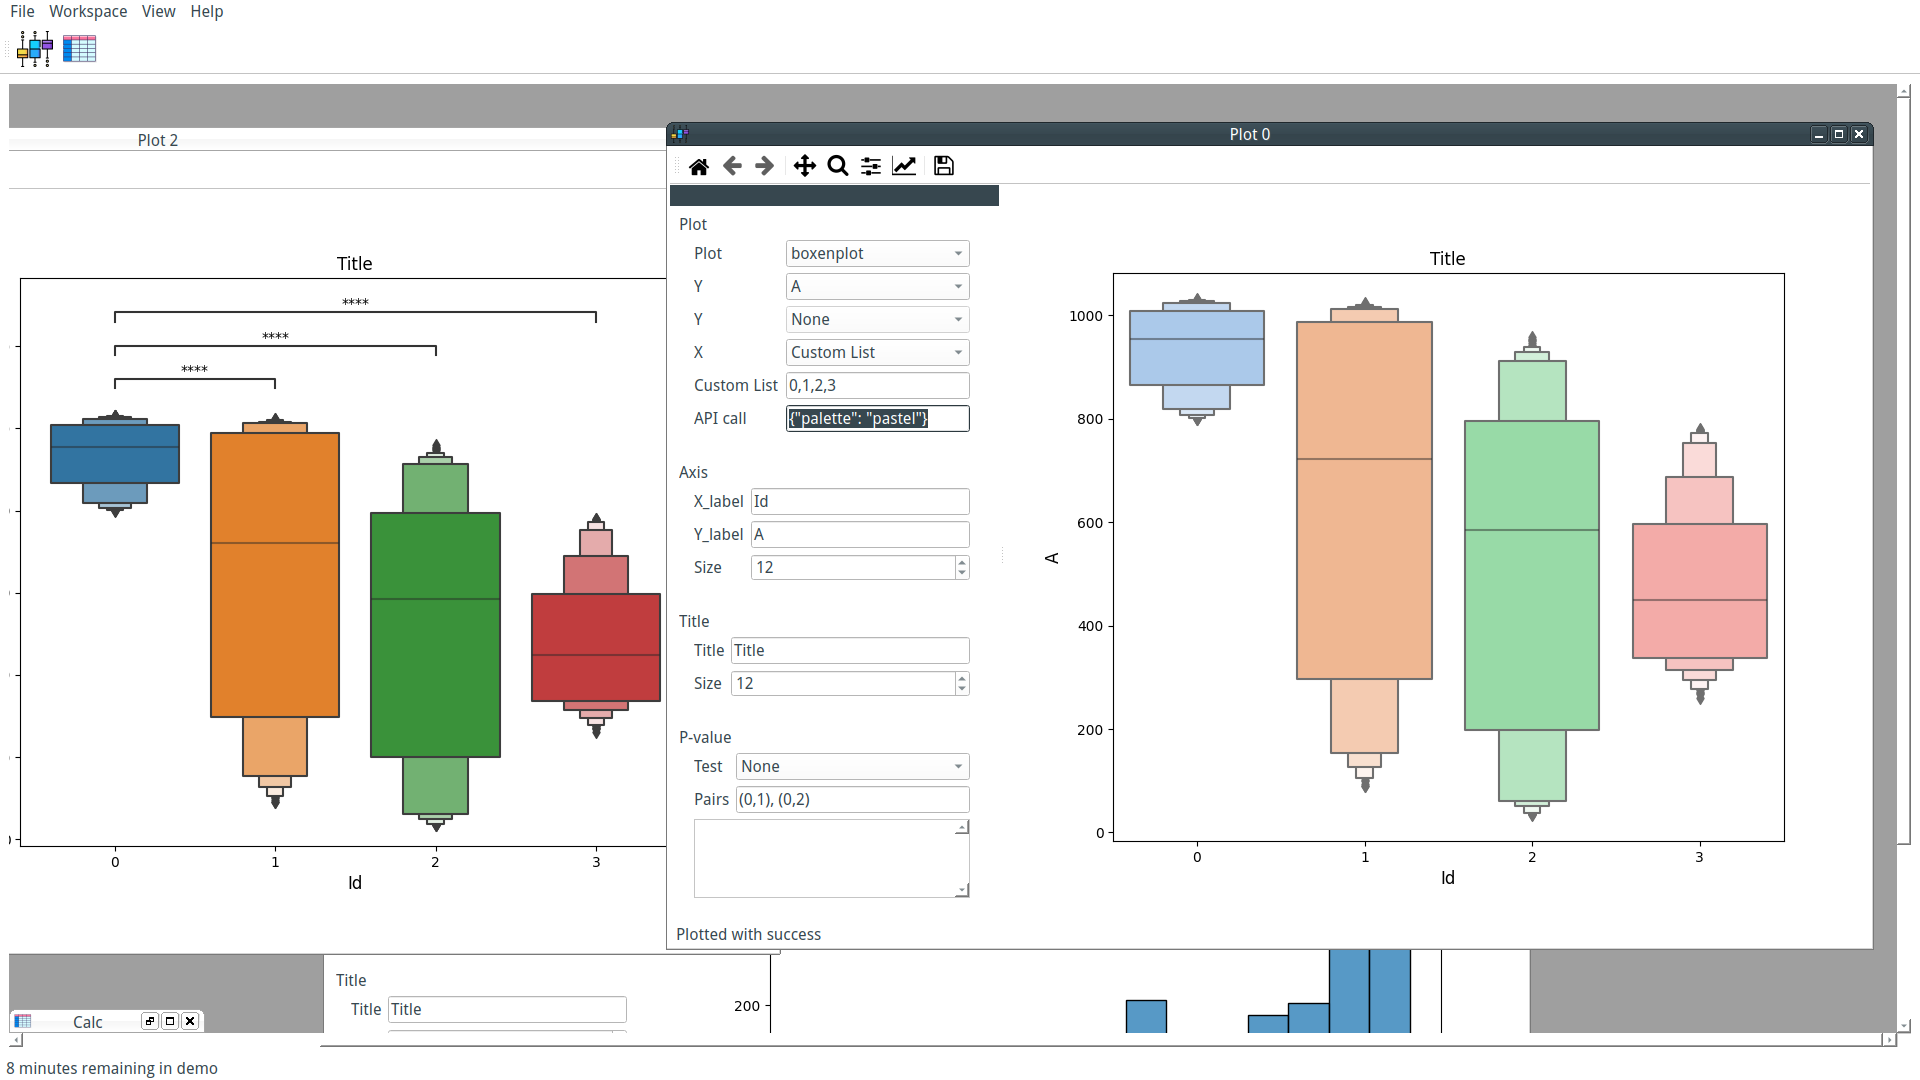 File Workspace View Help
Plot 2
Title
****
****
****
0 1 2 3
Id
Plot 0
Plot
Plot boxenplot
Y A
Y None
X Custom List
Custom List 0,1,2,3
API call {"palette": "pastel"}
Axis
X_label Id
Y_label A
Size 12
Title
Title Title
Size 12
P-value
Test None
Pairs (0,1), (0,2)
Plotted with success
Title
1000
800
600
400
200
0
A
0 1 2 3
Id
Title
Title Title
200
Calc
8 minutes remaining in demo